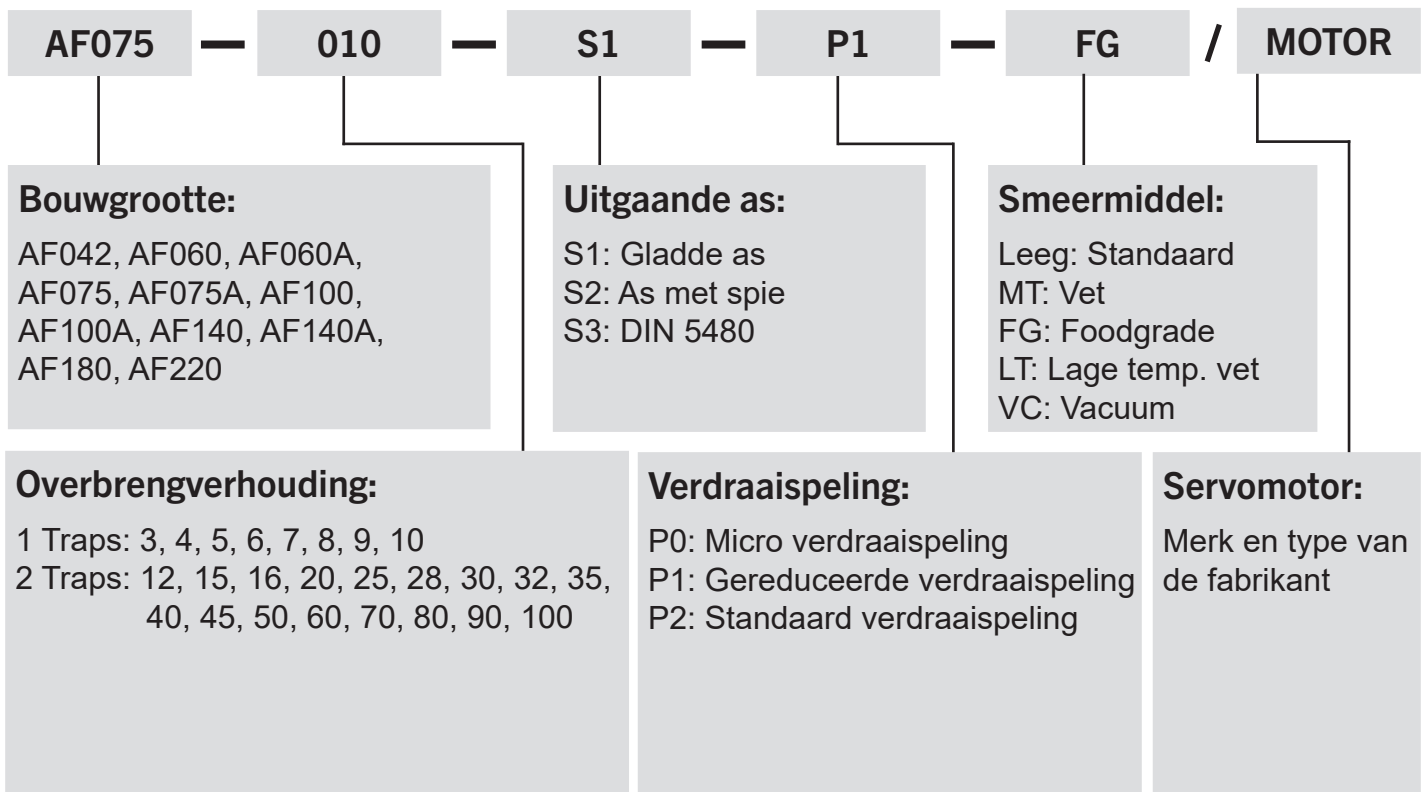 AF075 — 010 — S1 — P1 — FG / MOTOR
Bouwgrootte:
AF042, AF060, AF060A,
AF075, AF075A, AF100,
AF100A, AF140, AF140A,
AF180, AF220
Uitgaande as:
S1: Gladde as
S2: As met spie
S3: DIN 5480
Smeermiddel:
Leeg: Standaard
MT: Vet
FG: Foodgrade
LT: Lage temp. vet
VC: Vacuum
Overbrengverhouding:
1 Traps: 3, 4, 5, 6, 7, 8, 9, 10
2 Traps: 12, 15, 16, 20, 25, 28, 30, 32, 35,
40, 45, 50, 60, 70, 80, 90, 100
Verdraaispeling:
P0: Micro verdraaispeling
P1: Gereduceerde verdraaispeling
P2: Standaard verdraaispeling
Servomotor:
Merk en type van
de fabrikant